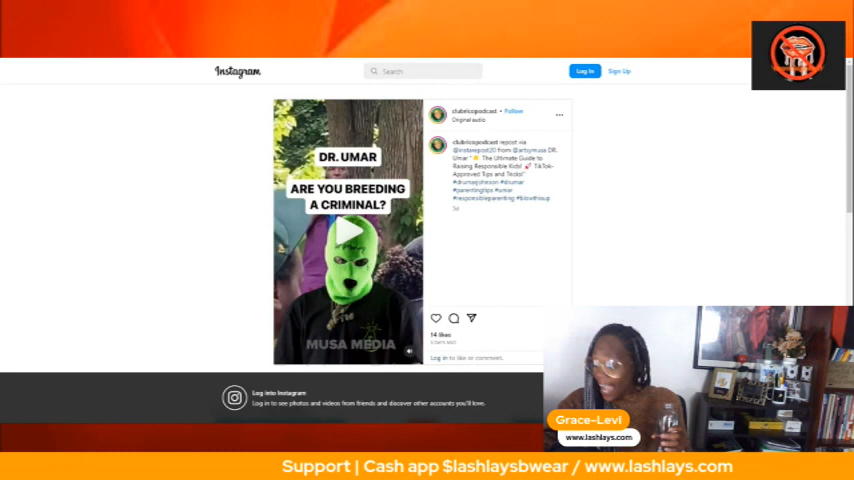 Instagram
Search
Log In
Sign Up
DR. UMAR
ARE YOU BREEDING
A CRIMINAL?
MUSA MEDIA
clubricopodcast • Follow
Original audio
clubricopodcast repost via
@instarepost20 from @artsymusa DR.
Umar " The Ultimate Guide to
Raising Responsible Kids! TikTok-
Approved Tips and Tricks!"
#drumarjohnson #drumar
#parentingtips #umar
#responsibleparenting #blowthisup
5d
14 likes
5 DAYS AGO
Log in to like or comment.
Log into Instagram
Log in to see photos and videos from friends and discover other accounts you'll love.
Grace-Levi
www.lashlays.com
Support | Cash app $lashlaysbwear / www.lashlays.com